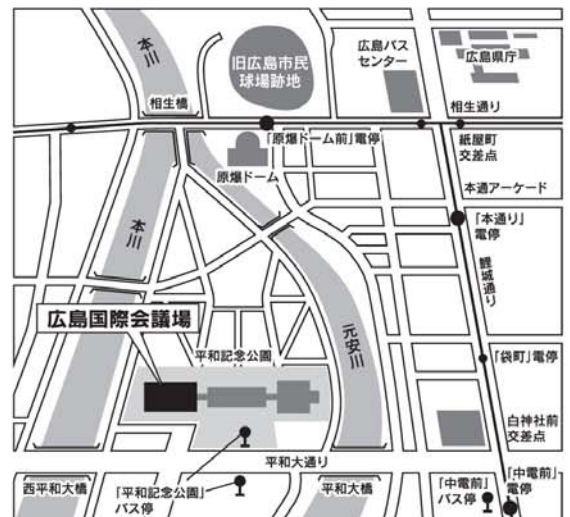 本川
相生橋
旧広島市民
球場跡地
広島バス
センター
広島県庁
相生通り
「原爆ドーム前」電停
紙屋町
交差点
原爆ドーム
本通アーケード
「本通り」
電停
本川
鯉城通り
広島国際会議場
元安川
平和記念公園
「袋町」電停
白神社前
交差点
平和大通り
西平和大橋
「平和記念公園」
バス停
平和大橋
「中電前」
バス停
「中電前」
電停